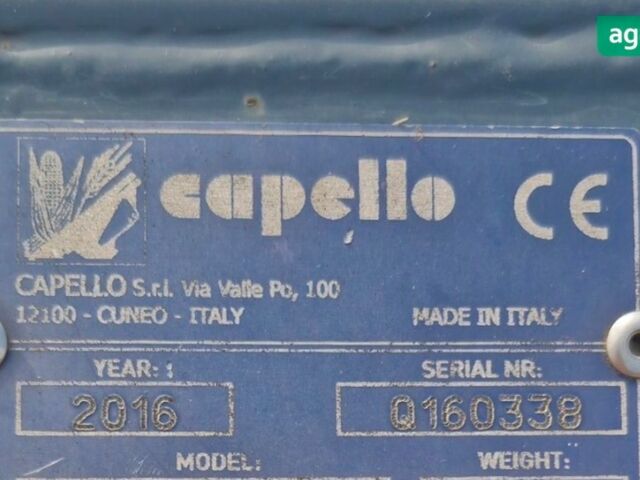 ag
capello CE
CAPELLO S.r.l. Via Valle Po, 100
12100 - CUNEO - ITALY MADE IN ITALY
YEAR: : SERIAL NR:
2016 Q160338
MODEL: WEIGHT: